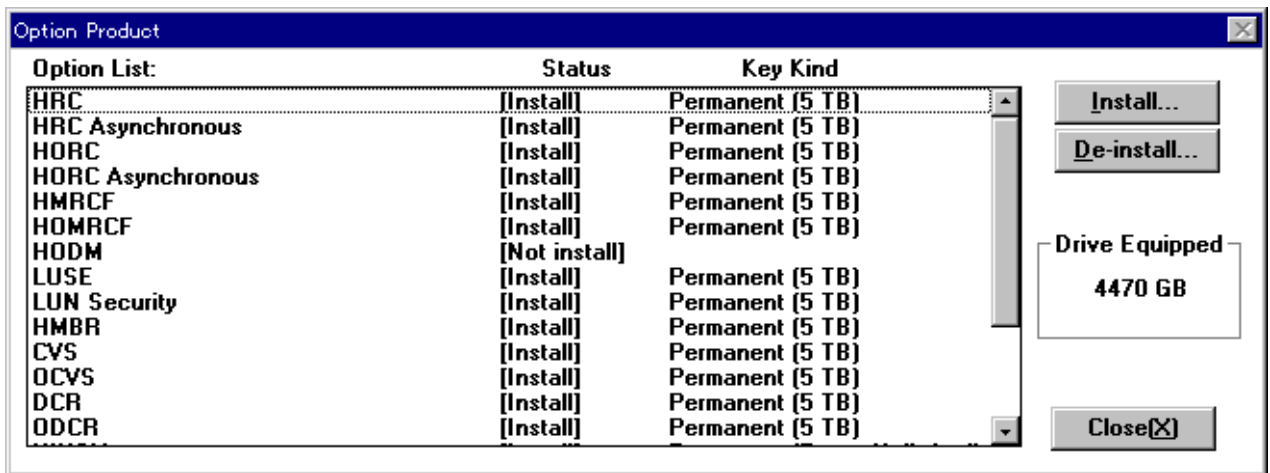 Option Product
Option List: Status Key Kind
HRC [Install] Permanent (5 TB)
HRC Asynchronous [Install] Permanent (5 TB)
HORC [Install] Permanent (5 TB)
HORC Asynchronous [Install] Permanent (5 TB)
HMRCF [Install] Permanent (5 TB)
HOMRCF [Install] Permanent (5 TB)
HODM [Not install]
LUSE [Install] Permanent (5 TB)
LUN Security [Install] Permanent (5 TB)
HMBR [Install] Permanent (5 TB)
CVS [Install] Permanent (5 TB)
OCVS [Install] Permanent (5 TB)
DCR [Install] Permanent (5 TB)
ODCR [Install] Permanent (5 TB)
Install...
De-install...
Drive Equipped
4470 GB
Close(X)